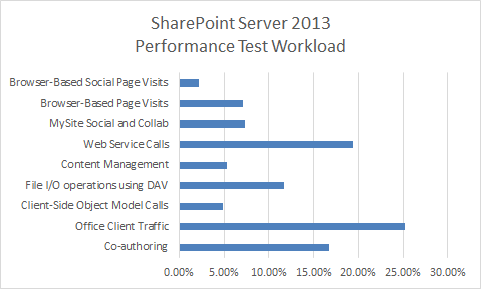 SharePoint Server 2013
Performance Test Workload
Browser-Based Social Page Visits
Browser-Based Page Visits
MySite Social and Collab
Web Service Calls
Content Management
File I/O operations using DAV
Client-Side Object Model Calls
Office Client Traffic
Co-authoring
0.00% 5.00% 10.00% 15.00% 20.00% 25.00% 30.00%